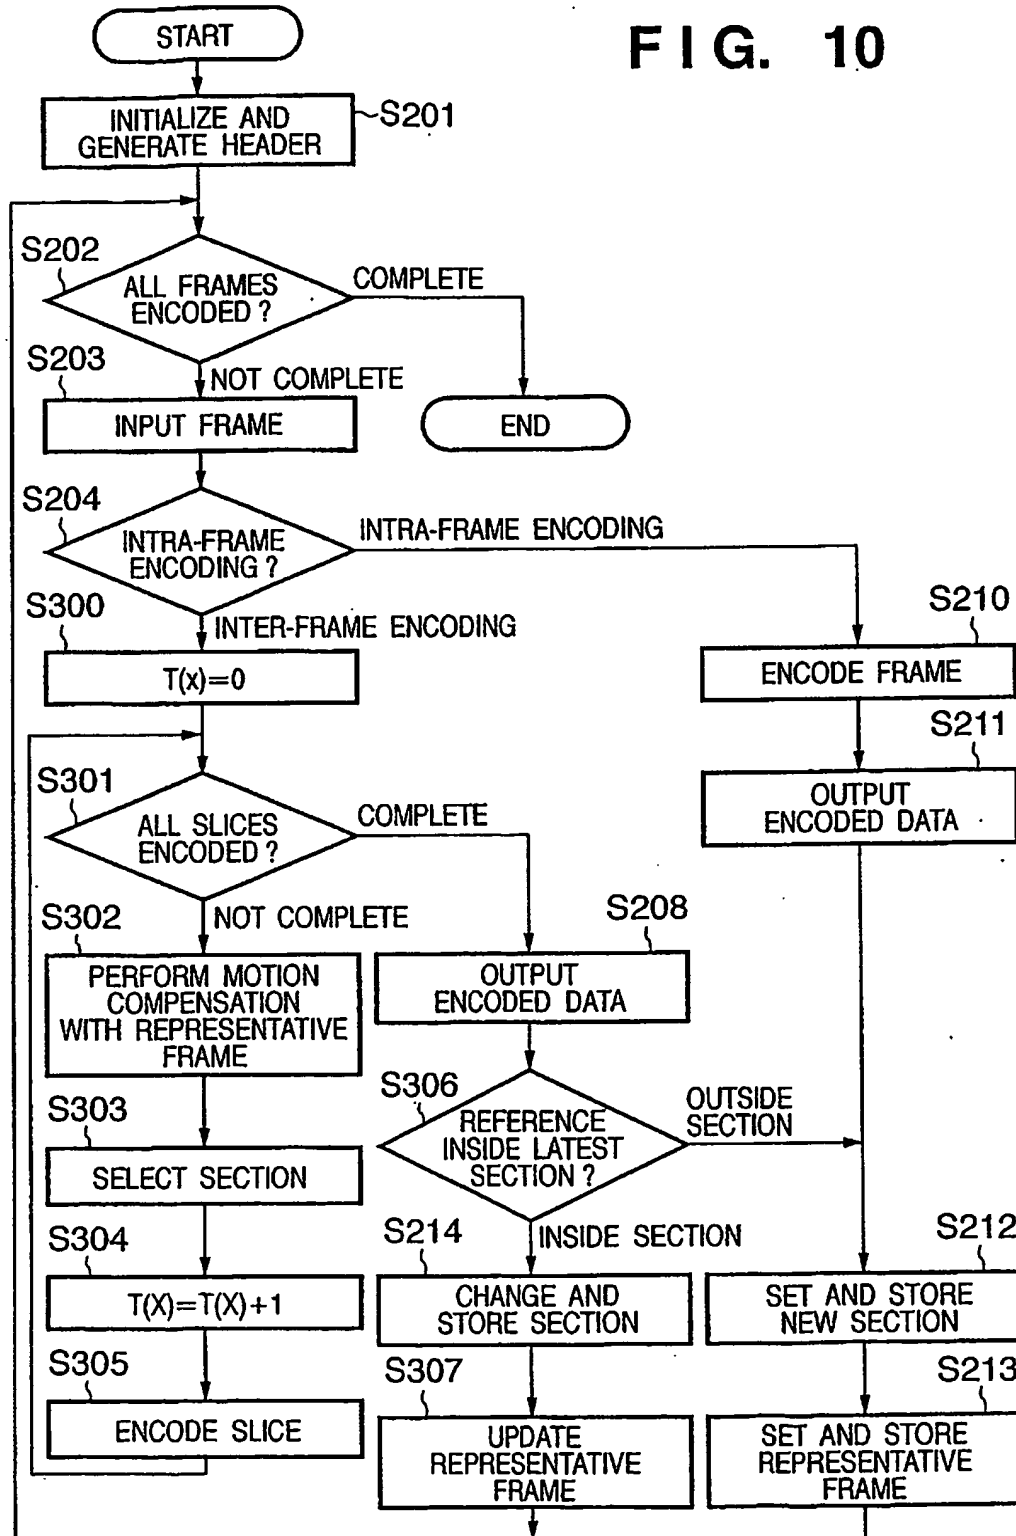 FIG. 10
START
INITIALIZE AND
GENERATE HEADER
S201
S202
ALL FRAMES
ENCODED ?
COMPLETE
S203
NOT COMPLETE
INPUT FRAME
END
S204
INTRA-FRAME
ENCODING ?
INTRA-FRAME ENCODING
S300
INTER-FRAME ENCODING
T(x)=0
S210
ENCODE FRAME
S211
OUTPUT
ENCODED DATA
S301
ALL SLICES
ENCODED ?
COMPLETE
S302
NOT COMPLETE
PERFORM MOTION
COMPENSATION
WITH REPRESENTATIVE
FRAME
S208
OUTPUT
ENCODED DATA
S303
SELECT SECTION
S306
REFERENCE
INSIDE LATEST
SECTION ?
OUTSIDE
SECTION
S304
T(X)=T(X)+1
S214
INSIDE SECTION
CHANGE AND
STORE SECTION
S212
SET AND STORE
NEW SECTION
S305
ENCODE SLICE
S307
UPDATE
REPRESENTATIVE
FRAME
S213
SET AND STORE
REPRESENTATIVE
FRAME